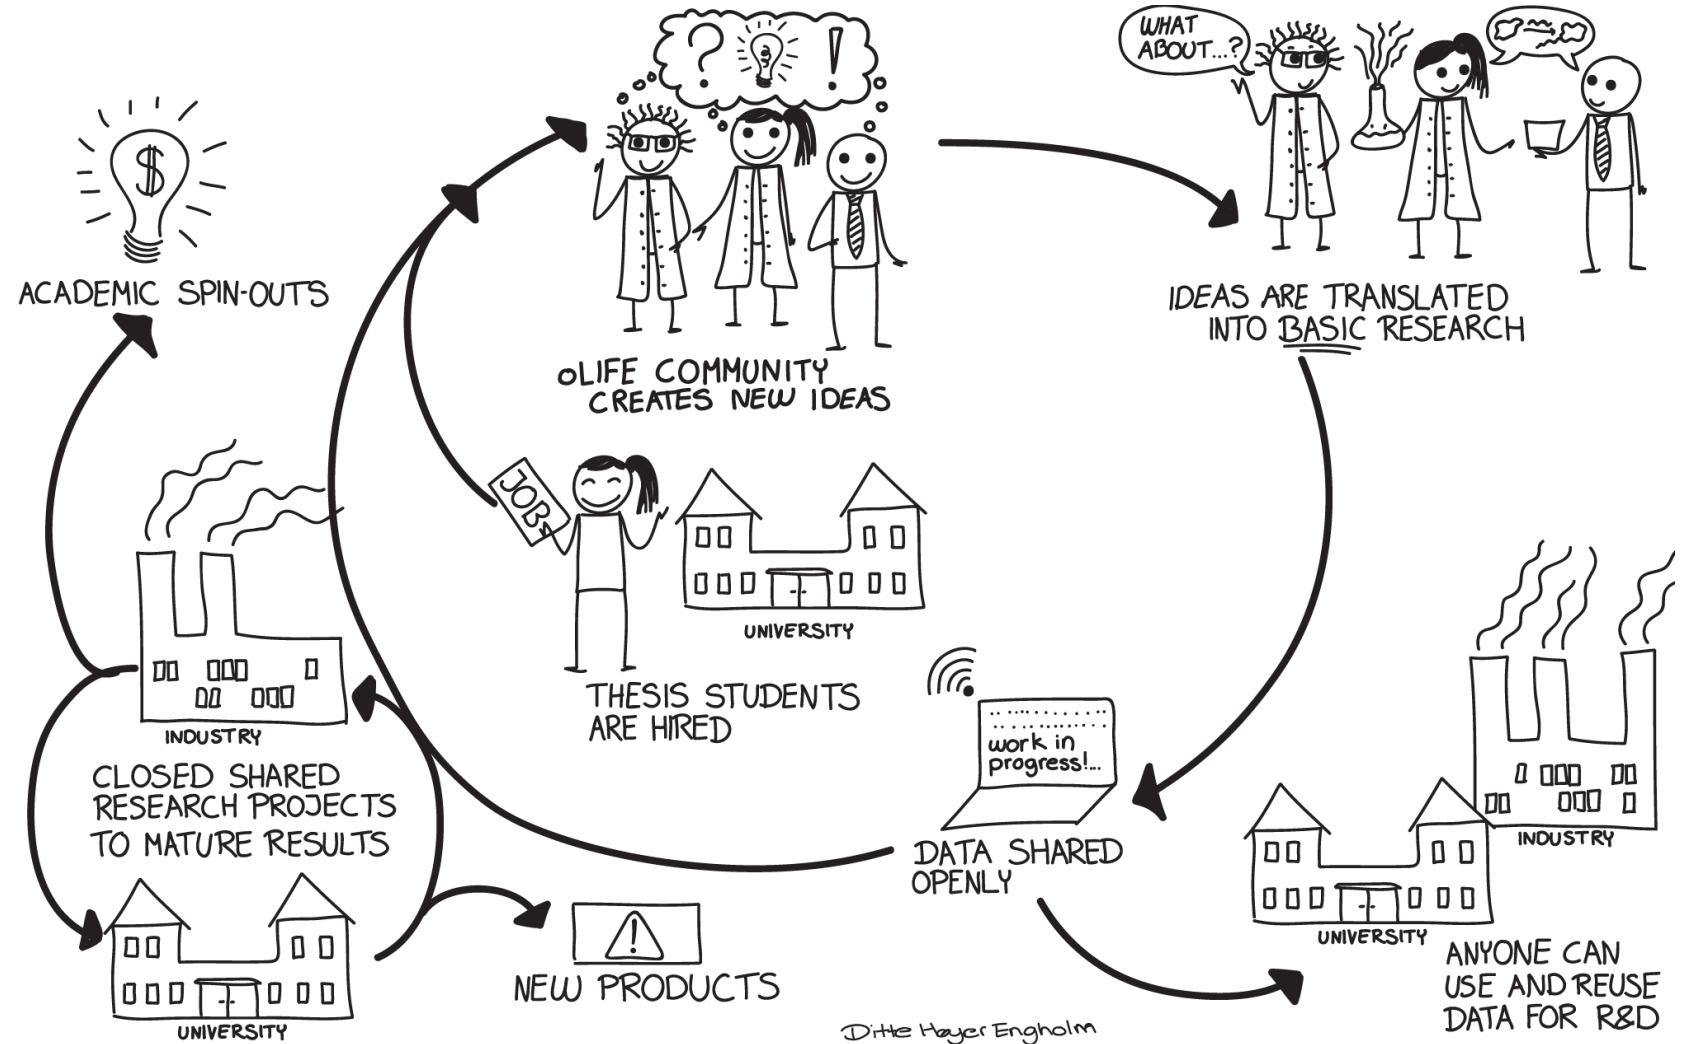 ?
$
!
WHAT
ABOUT...?
$
ACADEMIC SPIN-OUTS
OLIFE COMMUNITY
CREATES NEW IDEAS
IDEAS ARE TRANSLATED
INTO BASIC RESEARCH
JOBS
UNIVERSITY
THESIS STUDENTS
ARE HIRED
INDUSTRY
CLOSED SHARED
RESEARCH PROJECTS
TO MATURE RESULTS
UNIVERSITY
work in
progress!...
DATA SHARED
OPENLY
INDUSTRY
UNIVERSITY
ANYONE CAN
USE AND REUSE
DATA FOR R&D
!
NEW PRODUCTS
Ditte Høyer Engholm